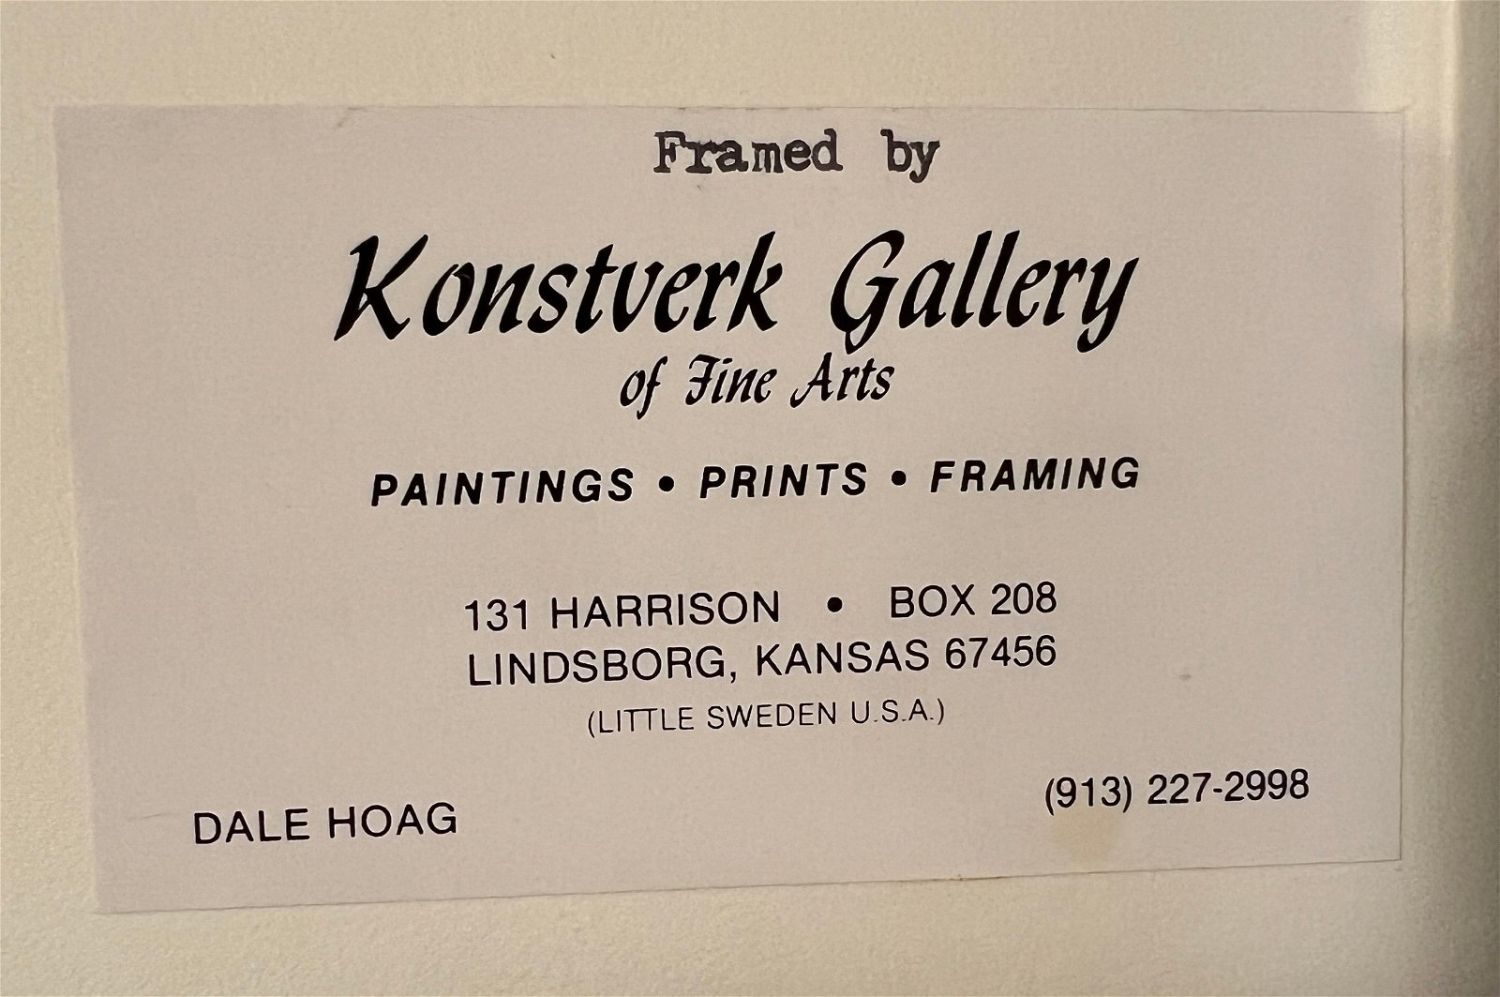 Framed by
Konstverk Gallery
of Fine Arts
PAINTINGS • PRINTS • FRAMING
131 HARRISON • BOX 208
LINDSBORG, KANSAS 67456
(LITTLE SWEDEN U.S.A.)
DALE HOAG
(913) 227-2998